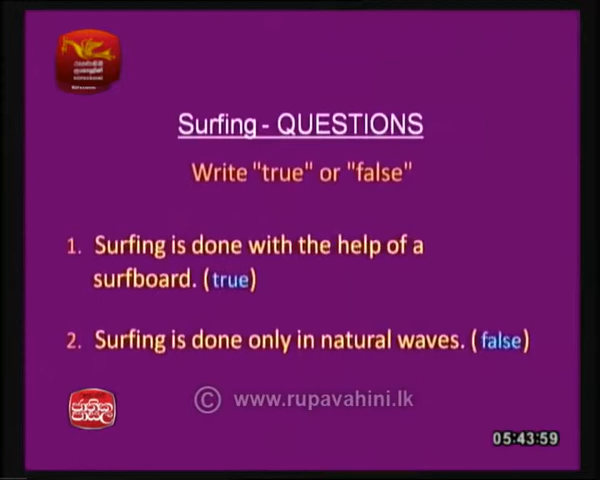 Surfing - QUESTIONS
Write "true" or "false"
1. Surfing is done with the help of a
surfboard. (true)
2. Surfing is done only in natural waves. (false)
© www.rupavahini.lk
05:43:59